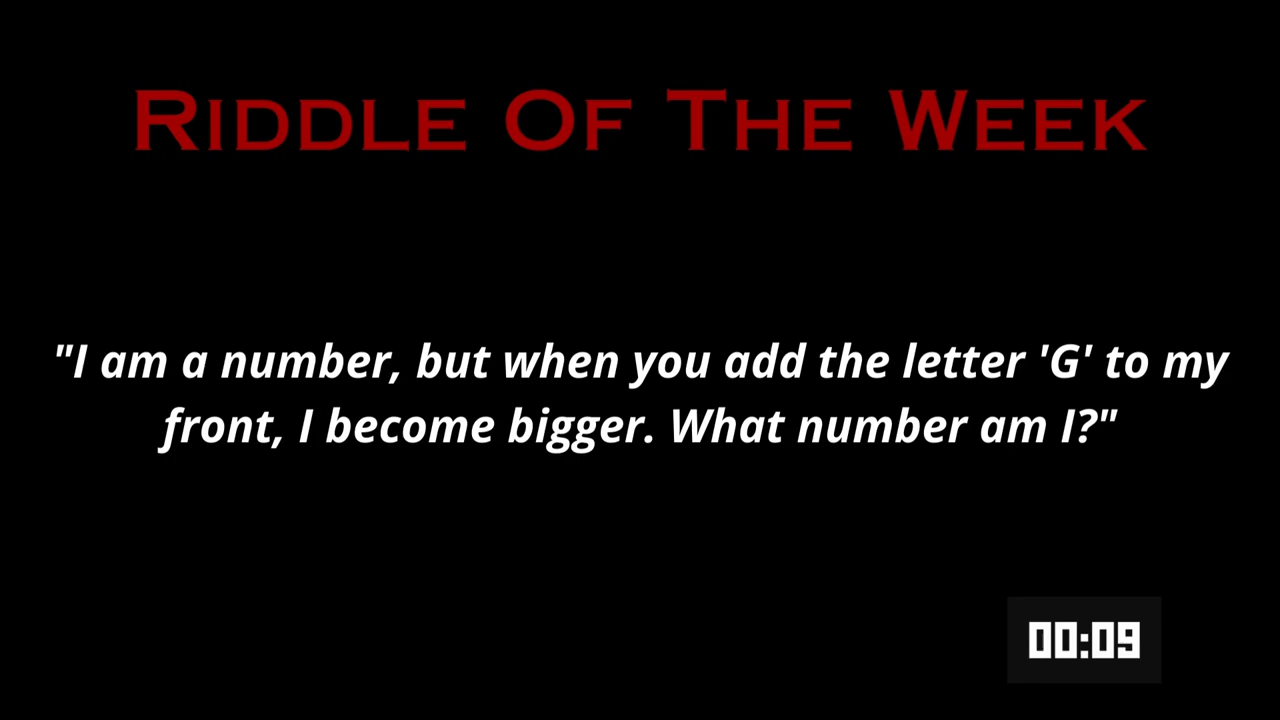 Riddle Of The Week
"I am a number, but when you add the letter 'G' to my
front, I become bigger. What number am I?"
00:09